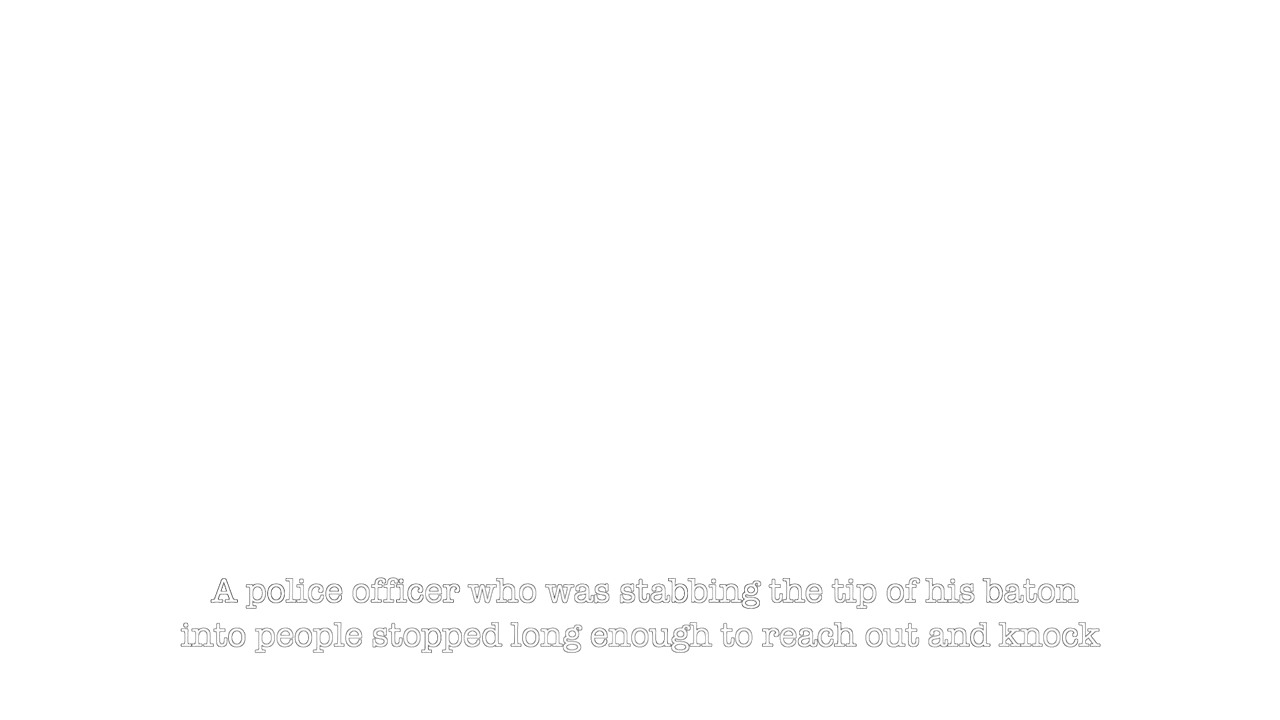 A police officer who was stabbing the tip of his baton
into people stopped long enough to reach out and knock